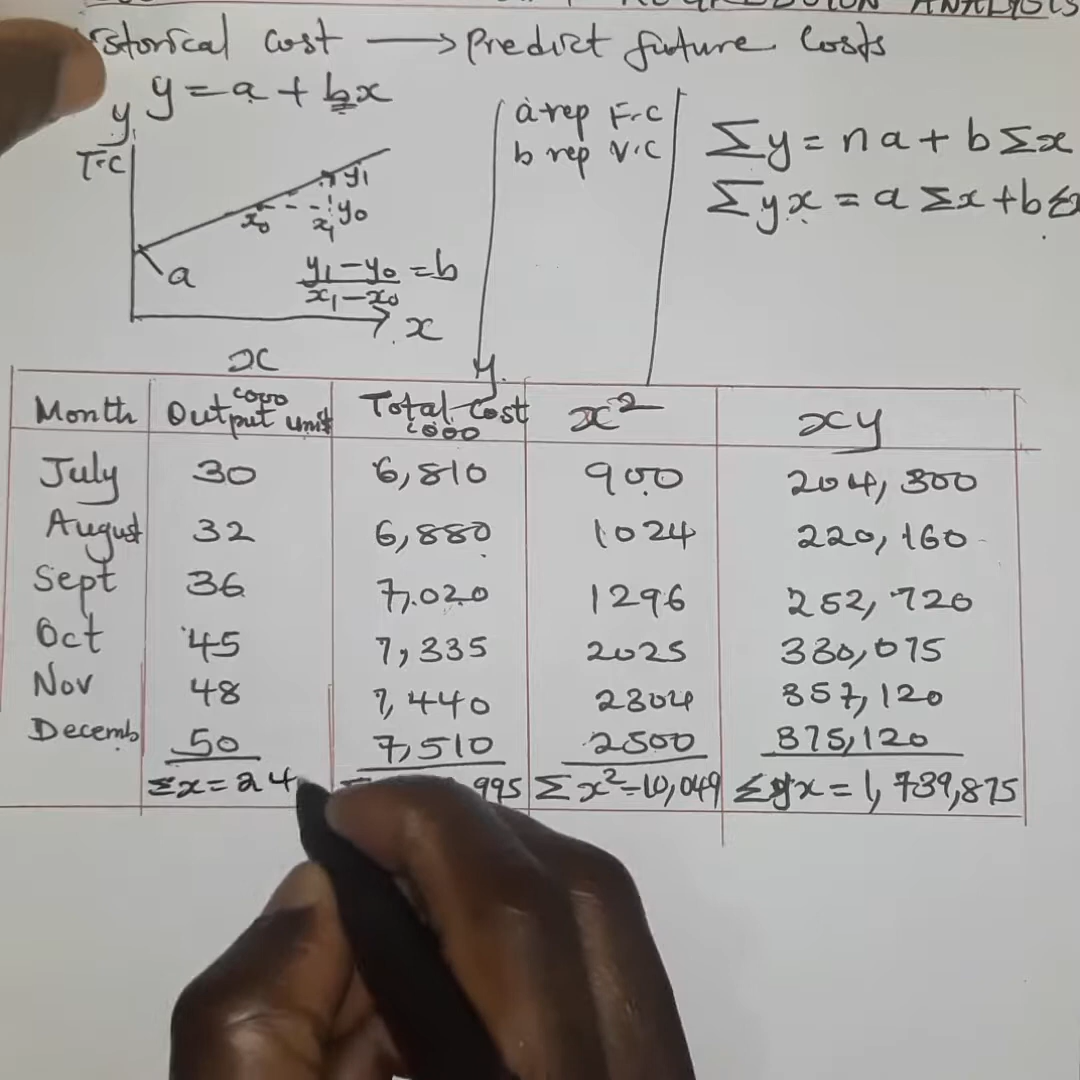 REGRESSION ANALYSIS
istorical cost → Predict future Costs
y = a + bx
y
T.C
y1
x0
x1
y0
a
y1 − y0 = b
x1 − x0
x
a rep F.C
b rep V.C
Σy = na + bΣx
Σyx = aΣx + bΣx
x y
Month Output unit (000 Total Cost (000 x² xy
July 30 6,810 900 204,300
August 32 6,880 1024 220,160
Sept 36 7,020 1296 252,720
Oct 45 7,335 2025 330,075
Nov 48 7,440 2304 357,120
Decemb 50 7,510 2500 375,120
Σx = 24 995 Σx² = 10,049 Σyx = 1,739,875